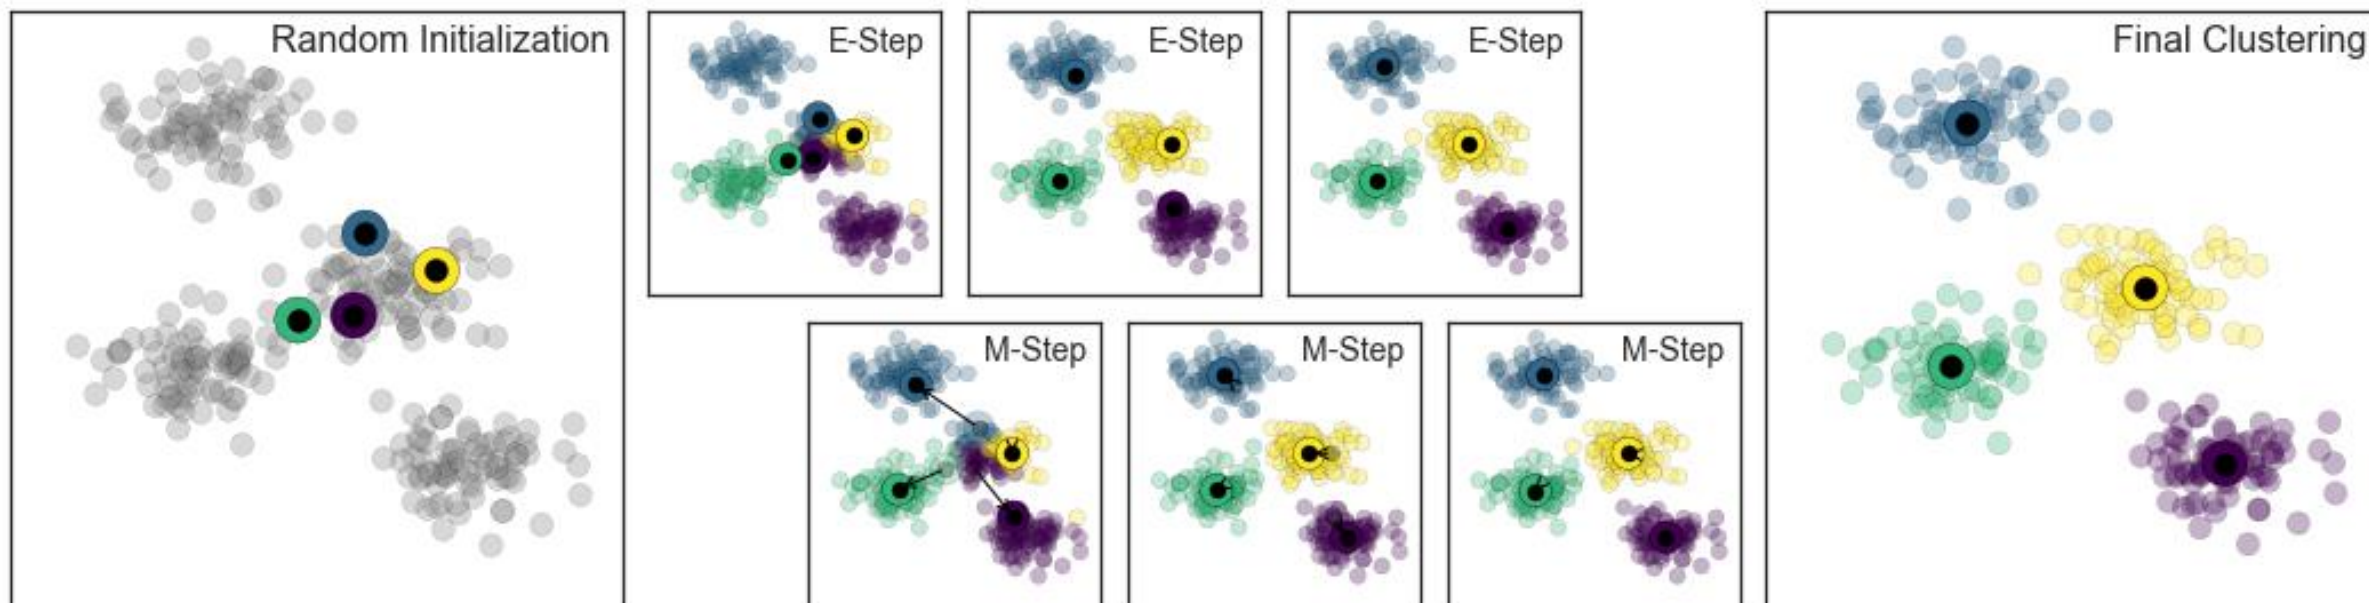 Random Initialization
E-Step
E-Step
E-Step
Final Clustering
M-Step
M-Step
M-Step